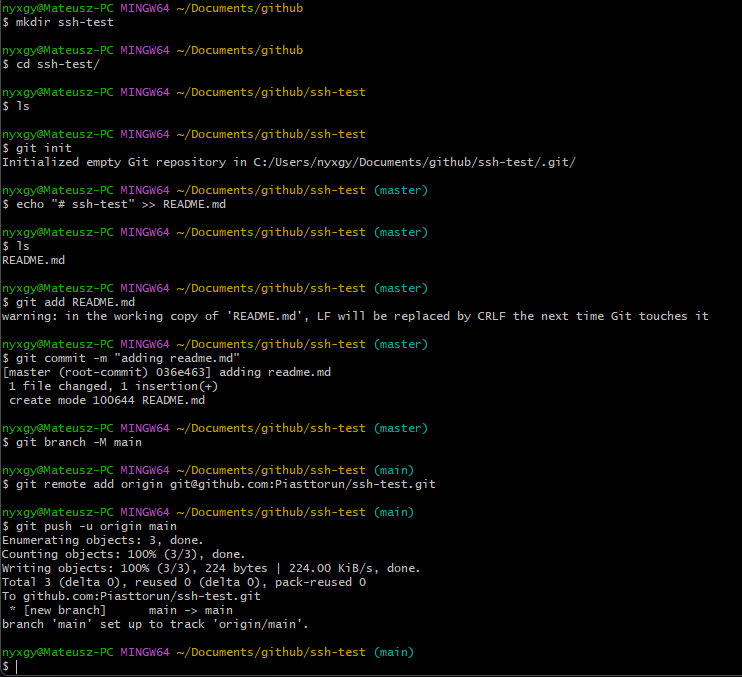 nyxgy@Mateusz-PC MINGW64 ~/Documents/github
$ mkdir ssh-test

nyxgy@Mateusz-PC MINGW64 ~/Documents/github
$ cd ssh-test/

nyxgy@Mateusz-PC MINGW64 ~/Documents/github/ssh-test
$ ls

nyxgy@Mateusz-PC MINGW64 ~/Documents/github/ssh-test
$ git init
Initialized empty Git repository in C:/Users/nyxgy/Documents/github/ssh-test/.git/

nyxgy@Mateusz-PC MINGW64 ~/Documents/github/ssh-test (master)
$ echo "# ssh-test" >> README.md

nyxgy@Mateusz-PC MINGW64 ~/Documents/github/ssh-test (master)
$ ls
README.md

nyxgy@Mateusz-PC MINGW64 ~/Documents/github/ssh-test (master)
$ git add README.md
warning: in the working copy of 'README.md', LF will be replaced by CRLF the next time Git touches it

nyxgy@Mateusz-PC MINGW64 ~/Documents/github/ssh-test (master)
$ git commit -m "adding readme.md"
[master (root-commit) 036e463] adding readme.md
 1 file changed, 1 insertion(+)
 create mode 100644 README.md

nyxgy@Mateusz-PC MINGW64 ~/Documents/github/ssh-test (master)
$ git branch -M main

nyxgy@Mateusz-PC MINGW64 ~/Documents/github/ssh-test (main)
$ git remote add origin git@github.com:Piasttorun/ssh-test.git

nyxgy@Mateusz-PC MINGW64 ~/Documents/github/ssh-test (main)
$ git push -u origin main
Enumerating objects: 3, done.
Counting objects: 100% (3/3), done.
Writing objects: 100% (3/3), 224 bytes | 224.00 KiB/s, done.
Total 3 (delta 0), reused 0 (delta 0), pack-reused 0
To github.com:Piasttorun/ssh-test.git
 * [new branch]      main -> main
branch 'main' set up to track 'origin/main'.

nyxgy@Mateusz-PC MINGW64 ~/Documents/github/ssh-test (main)
$